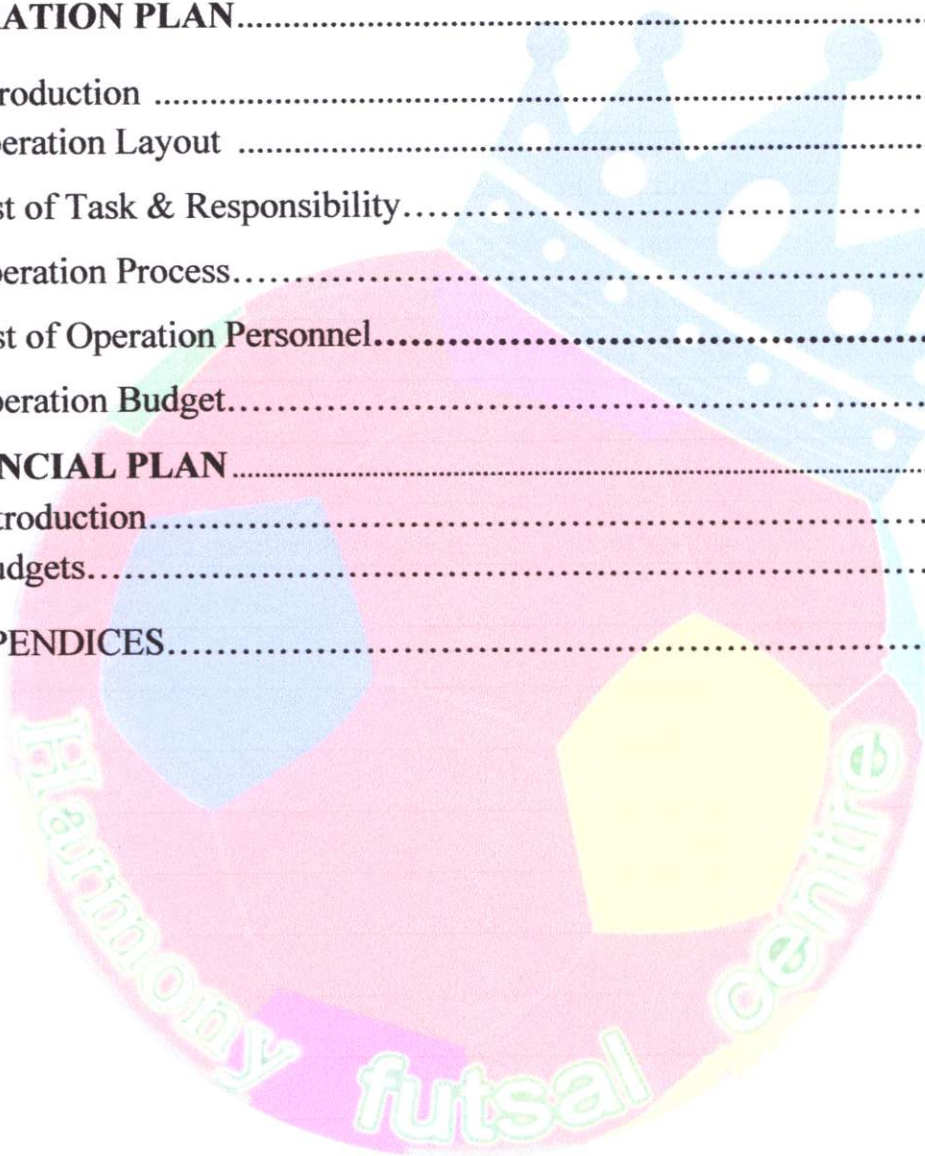 RATION PLAN................................................
roduction ................................................
eration Layout ................................................
st of Task & Responsibility................................................
eration Process................................................
st of Operation Personnel................................................
eration Budget................................................
NCIAL PLAN................................................
troduction................................................
dgets................................................
PENDICES................................................
Harmony futsal centre